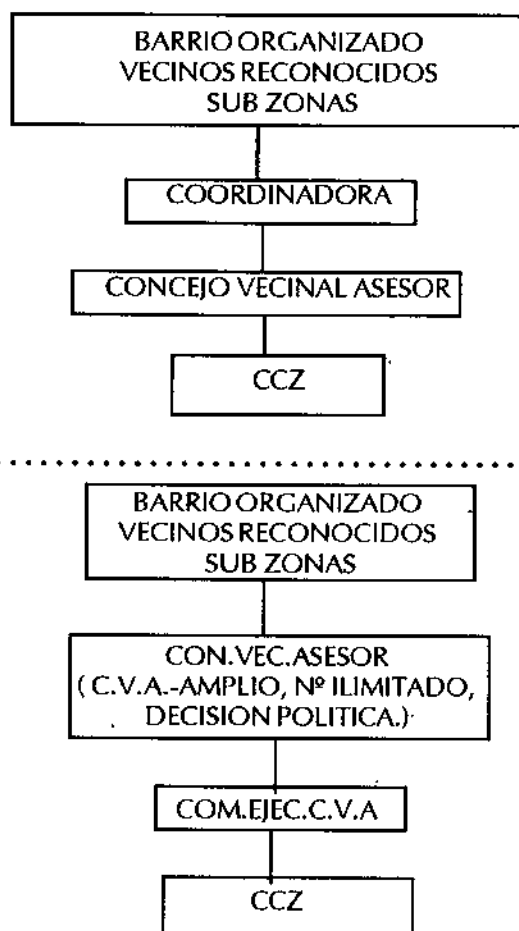 BARRIO ORGANIZADO
VECINOS RECONOCIDOS
SUB ZONAS
COORDINADORA
CONCEJO VECINAL ASESOR
CCZ
BARRIO ORGANIZADO
VECINOS RECONOCIDOS
SUB ZONAS
CON.VEC.ASESOR
( C.V.A.-AMPLIO, Nº ILIMITADO,
DECISION POLITICA.)
COM.EJEC.C.V.A
CCZ